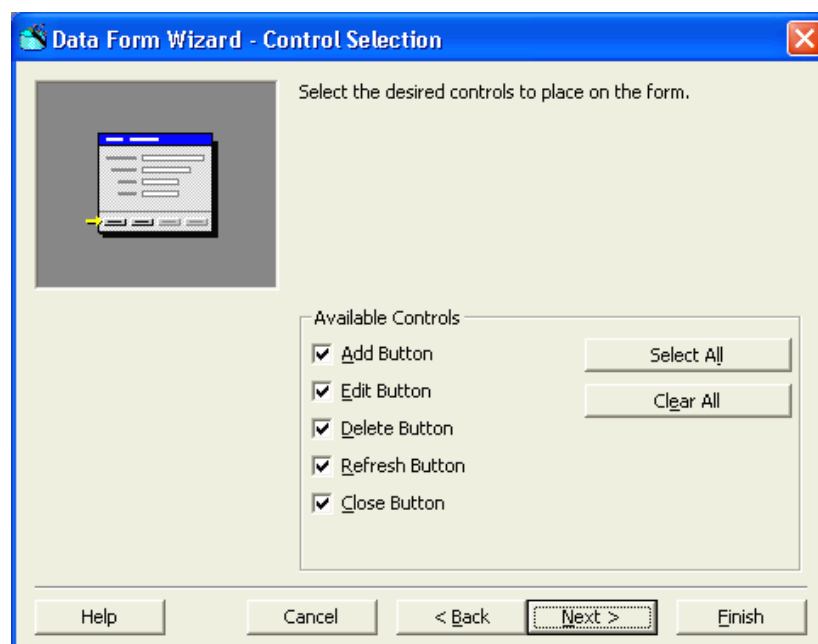 Data Form Wizard - Control Selection
Select the desired controls to place on the form.
Available Controls
Add Button
Select All
Edit Button
Clear All
Delete Button
Refresh Button
Close Button
Help Cancel < Back Next > Finish